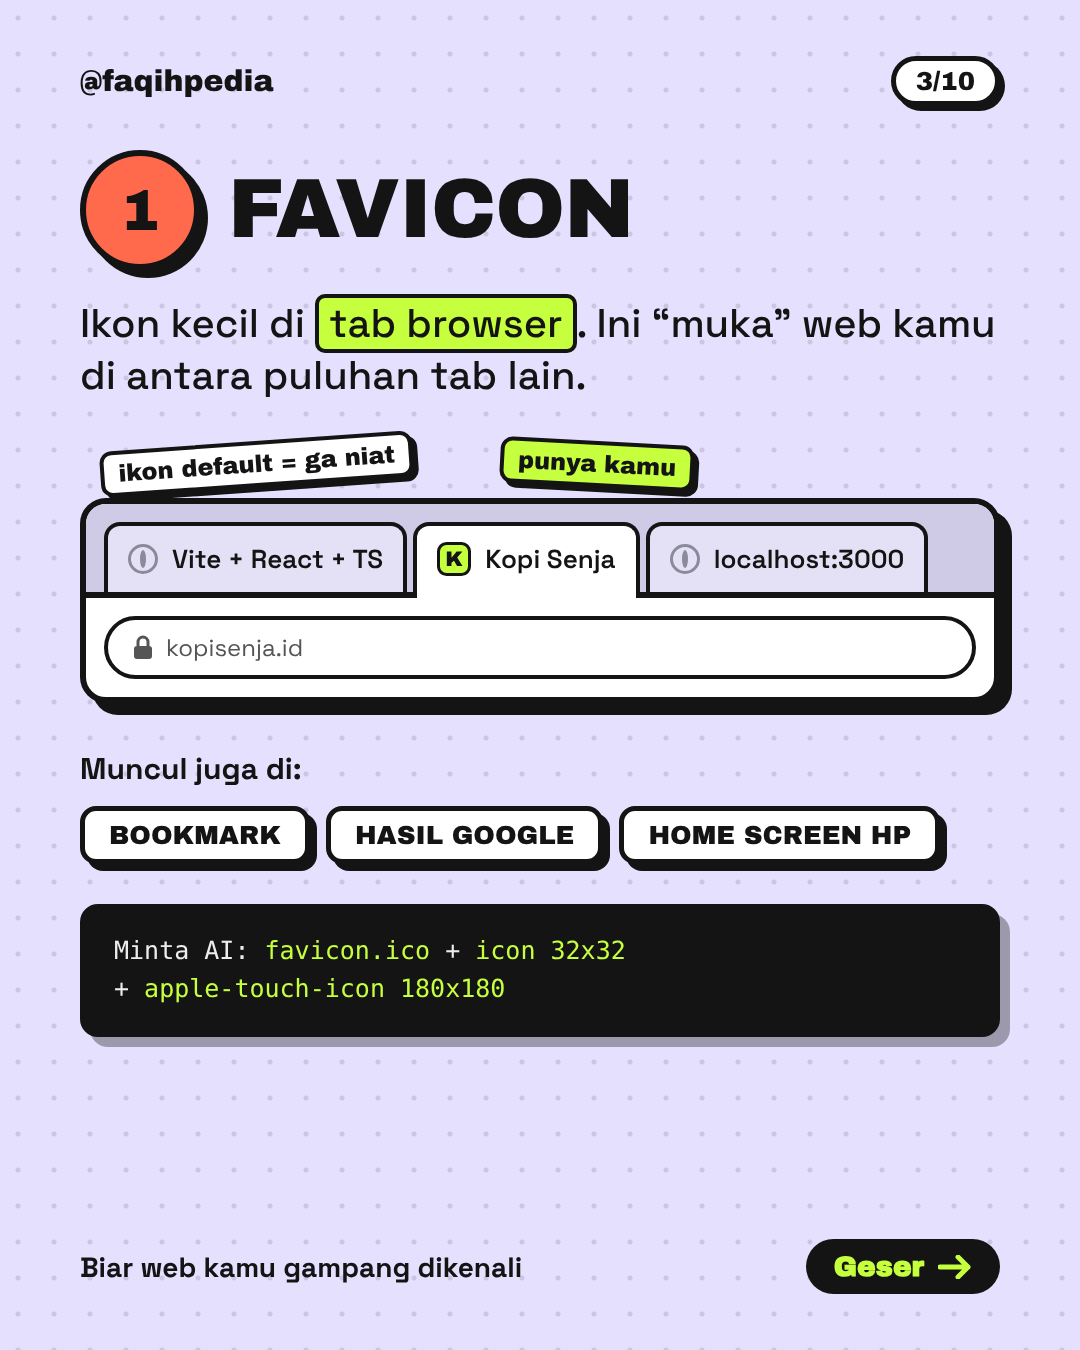 @faqihpedia
3/10
1
FAVICON
Ikon kecil di tab browser. Ini “muka” web kamu
di antara puluhan tab lain.
ikon default = ga niat
punya kamu
Vite + React + TS
K
Kopi Senja
localhost:3000
kopisenja.id
Muncul juga di:
BOOKMARK
HASIL GOOGLE
HOME SCREEN HP
Minta AI: favicon.ico + icon 32x32
+ apple-touch-icon 180x180
Biar web kamu gampang dikenali
Geser →